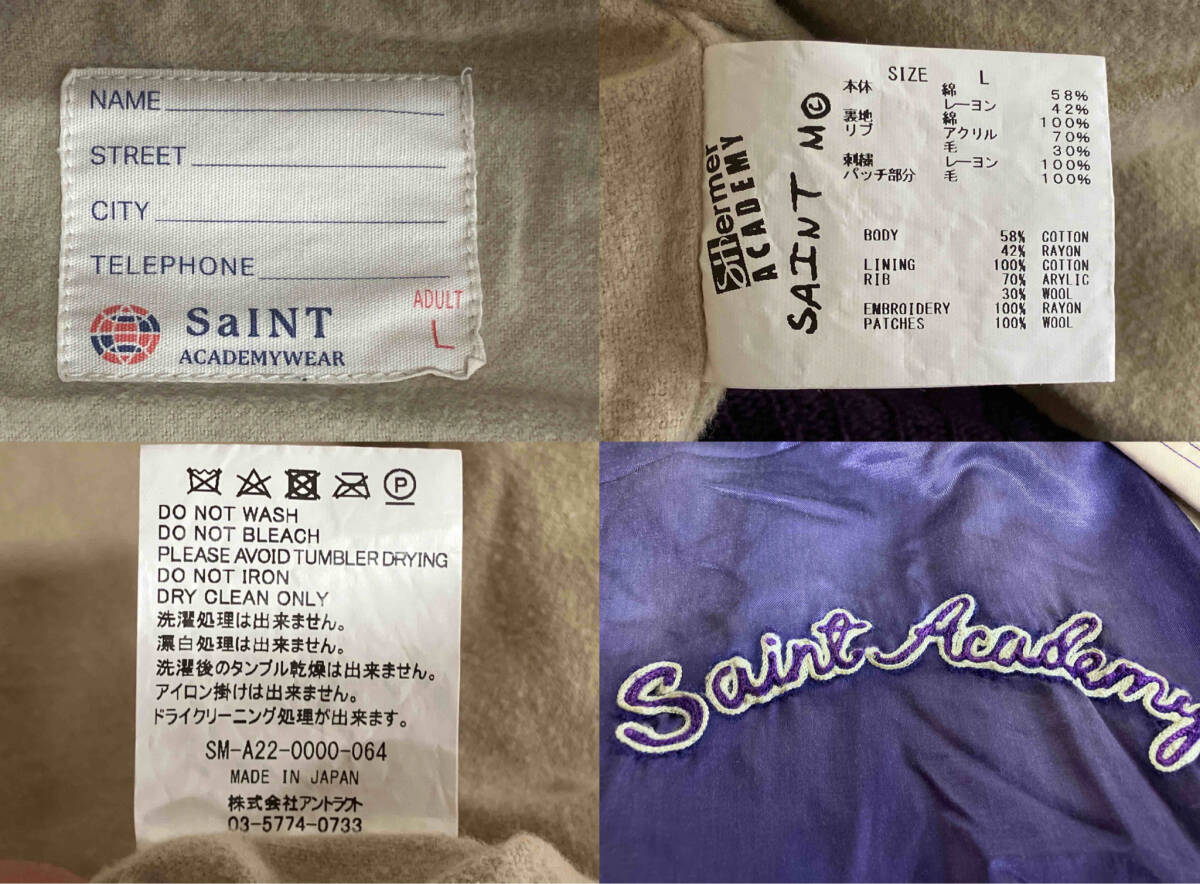 NAME
STREET
CITY
TELEPHONE
ADULT
L
SaINT
ACADEMYWEAR
Shermer
ACADEMY
SAINT M©
SIZE L
本体 綿 58%
レーヨン 42%
裏地 綿 100%
リブ アクリル 70%
毛 30%
刺繍 レーヨン 100%
パッチ部分 毛 100%
BODY 58% COTTON
42% RAYON
LINING 100% COTTON
RIB 70% ARYLIC
30% WOOL
EMBROIDERY 100% RAYON
PATCHES 100% WOOL
P
DO NOT WASH
DO NOT BLEACH
PLEASE AVOID TUMBLER DRYING
DO NOT IRON
DRY CLEAN ONLY
洗濯処理は出来ません。
漂白処理は出来ません。
洗濯後のタンブル乾燥は出来ません。
アイロン掛けは出来ません。
ドライクリーニング処理が出来ます。
SM-A22-0000-064
MADE IN JAPAN
株式会社アントラクト
03-5774-0733
Saint Academy